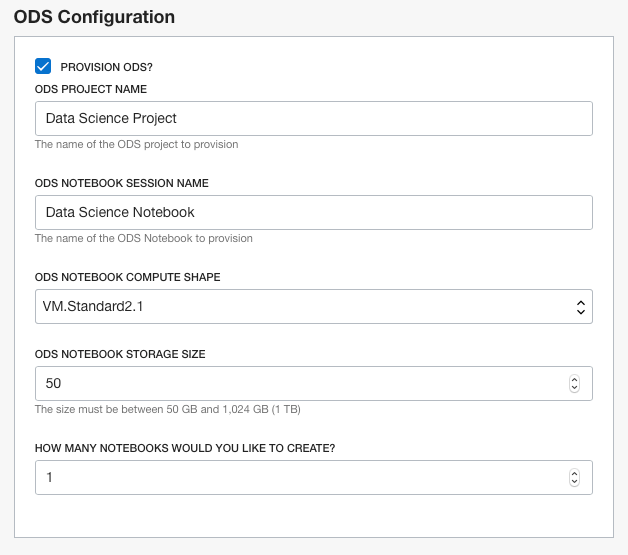 ODS Configuration
PROVISION ODS?
ODS PROJECT NAME
Data Science Project
The name of the ODS project to provision
ODS NOTEBOOK SESSION NAME
Data Science Notebook
The name of the ODS Notebook to provision
ODS NOTEBOOK COMPUTE SHAPE
VM.Standard2.1
ODS NOTEBOOK STORAGE SIZE
50
The size must be between 50 GB and 1,024 GB (1 TB)
HOW MANY NOTEBOOKS WOULD YOU LIKE TO CREATE?
1